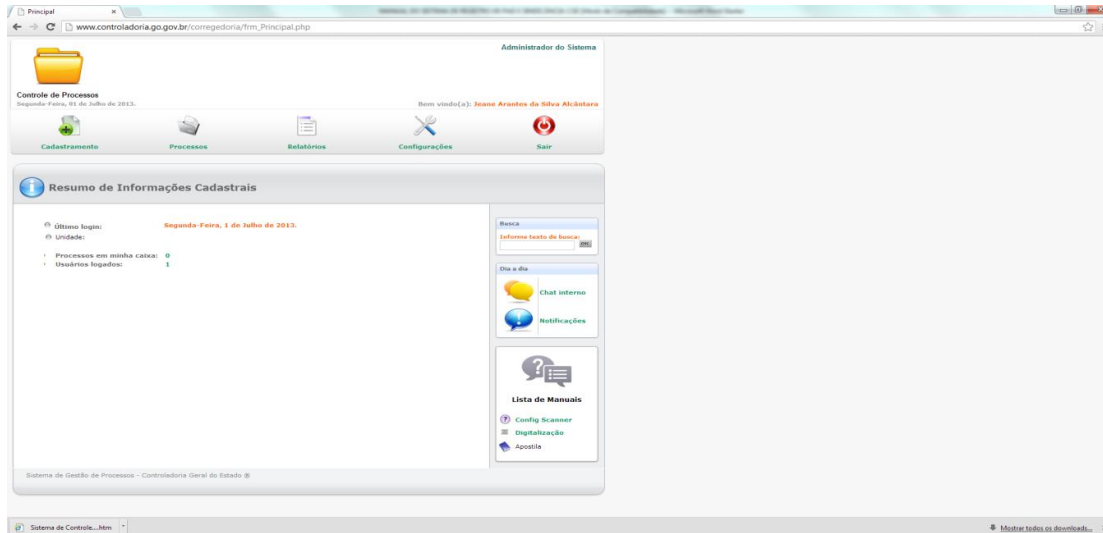 Principal
www.controladoria.go.gov.br/corregedoria/frm_Principal.php
Administrador do Sistema
Controle de Processos
Segunda-Feira, 01 de Julho de 2013.
Bem vindo(a): Jeane Arantes da Silva Alcântara
Cadastramento Processos Relatórios Configurações Sair
Resumo de Informações Cadastrais
Último login: Segunda-Feira, 1 de Julho de 2013.
Unidade:
Processos em minha caixa: 0
Usuários logados: 1
Busca
Informe texto de busca:
Dia a dia
Chat interno
Notificações
Lista de Manuais
Config Scanner
Digitalização
Apostila
Sistema de Gestão de Processos - Controladoria Geral do Estado
Sistema de Controle....htm
Mostrar todos os downloads...